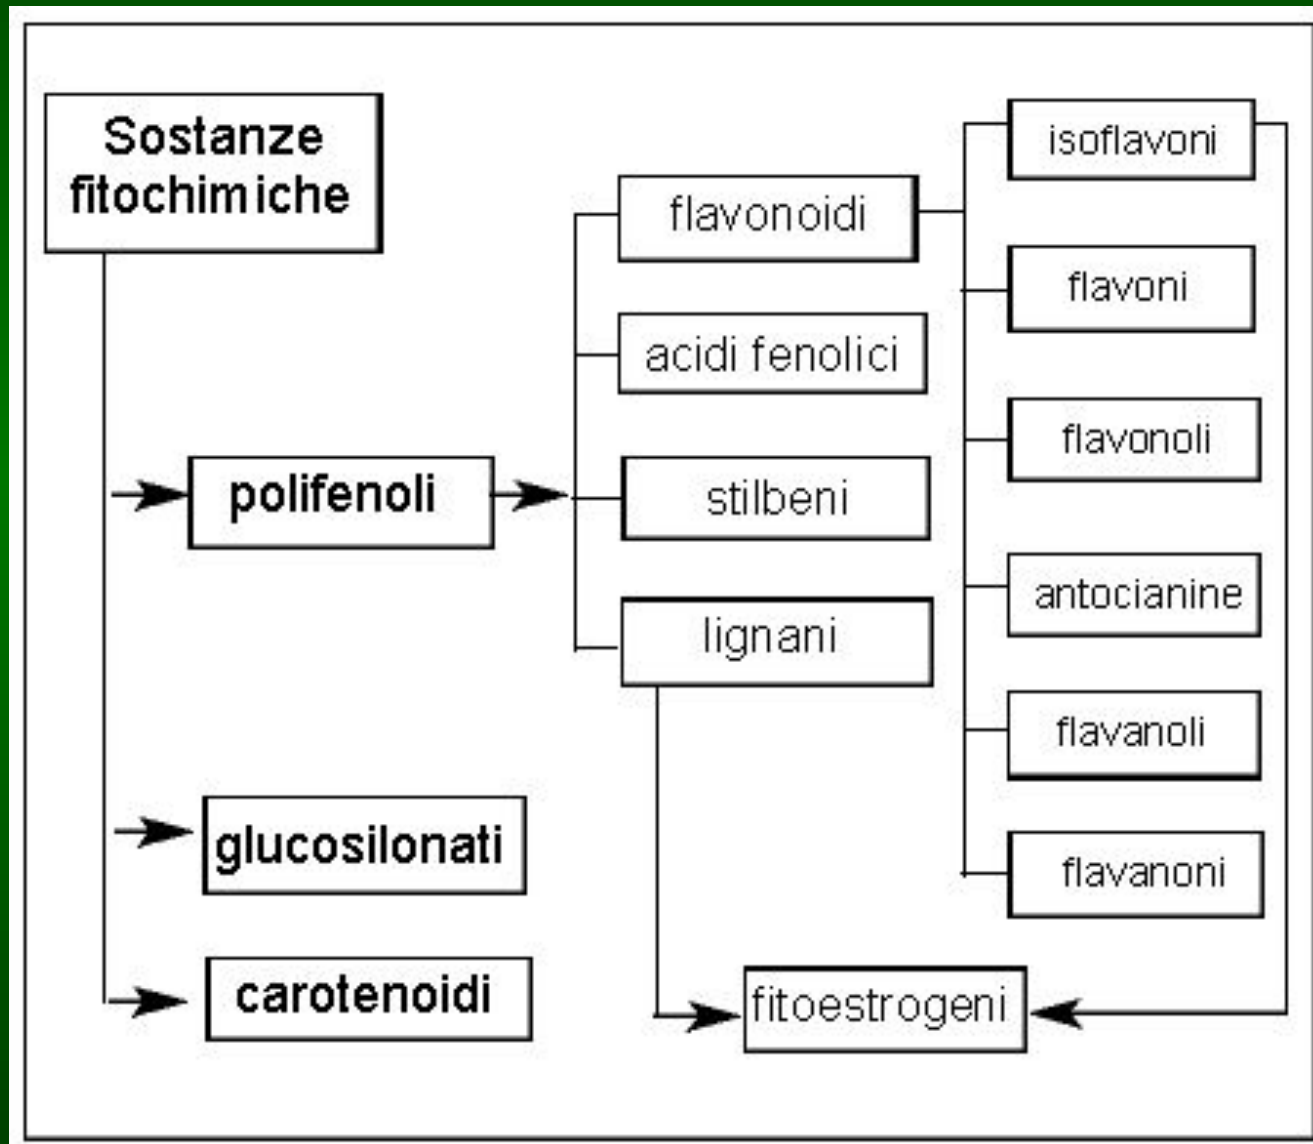 Sostanze
fitochimiche
polifenoli
glucosilonati
carotenoidi
flavonoidi
acidi fenolici
stilbeni
lignani
isoflavoni
flavoni
flavonoli
antocianine
flavanoli
flavanoni
fitoestrogeni